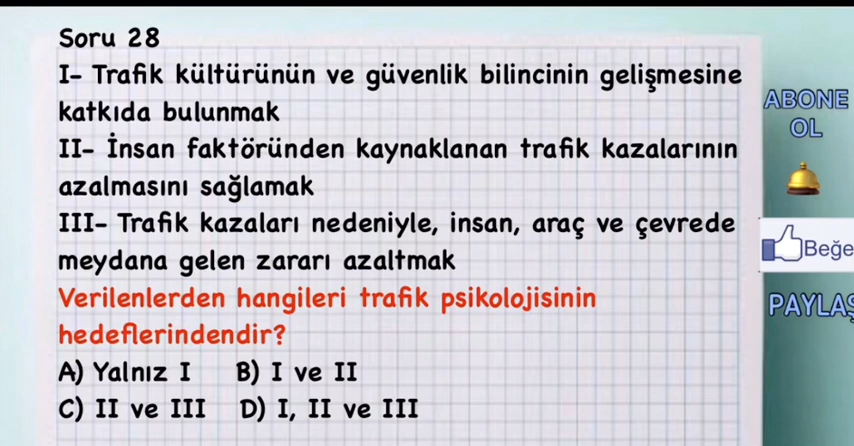 Soru 28
I- Trafik kültürünün ve güvenlik bilincinin gelişmesine
katkıda bulunmak
II- İnsan faktöründen kaynaklanan trafik kazalarının
azalmasını sağlamak
III- Trafik kazaları nedeniyle, insan, araç ve çevrede
meydana gelen zararı azaltmak
Verilenlerden hangileri trafik psikolojisinin
hedeflerindendir?
A) Yalnız I B) I ve II
C) II ve III D) I, II ve III
ABONE
OL
Beğe
PAYLAŞ